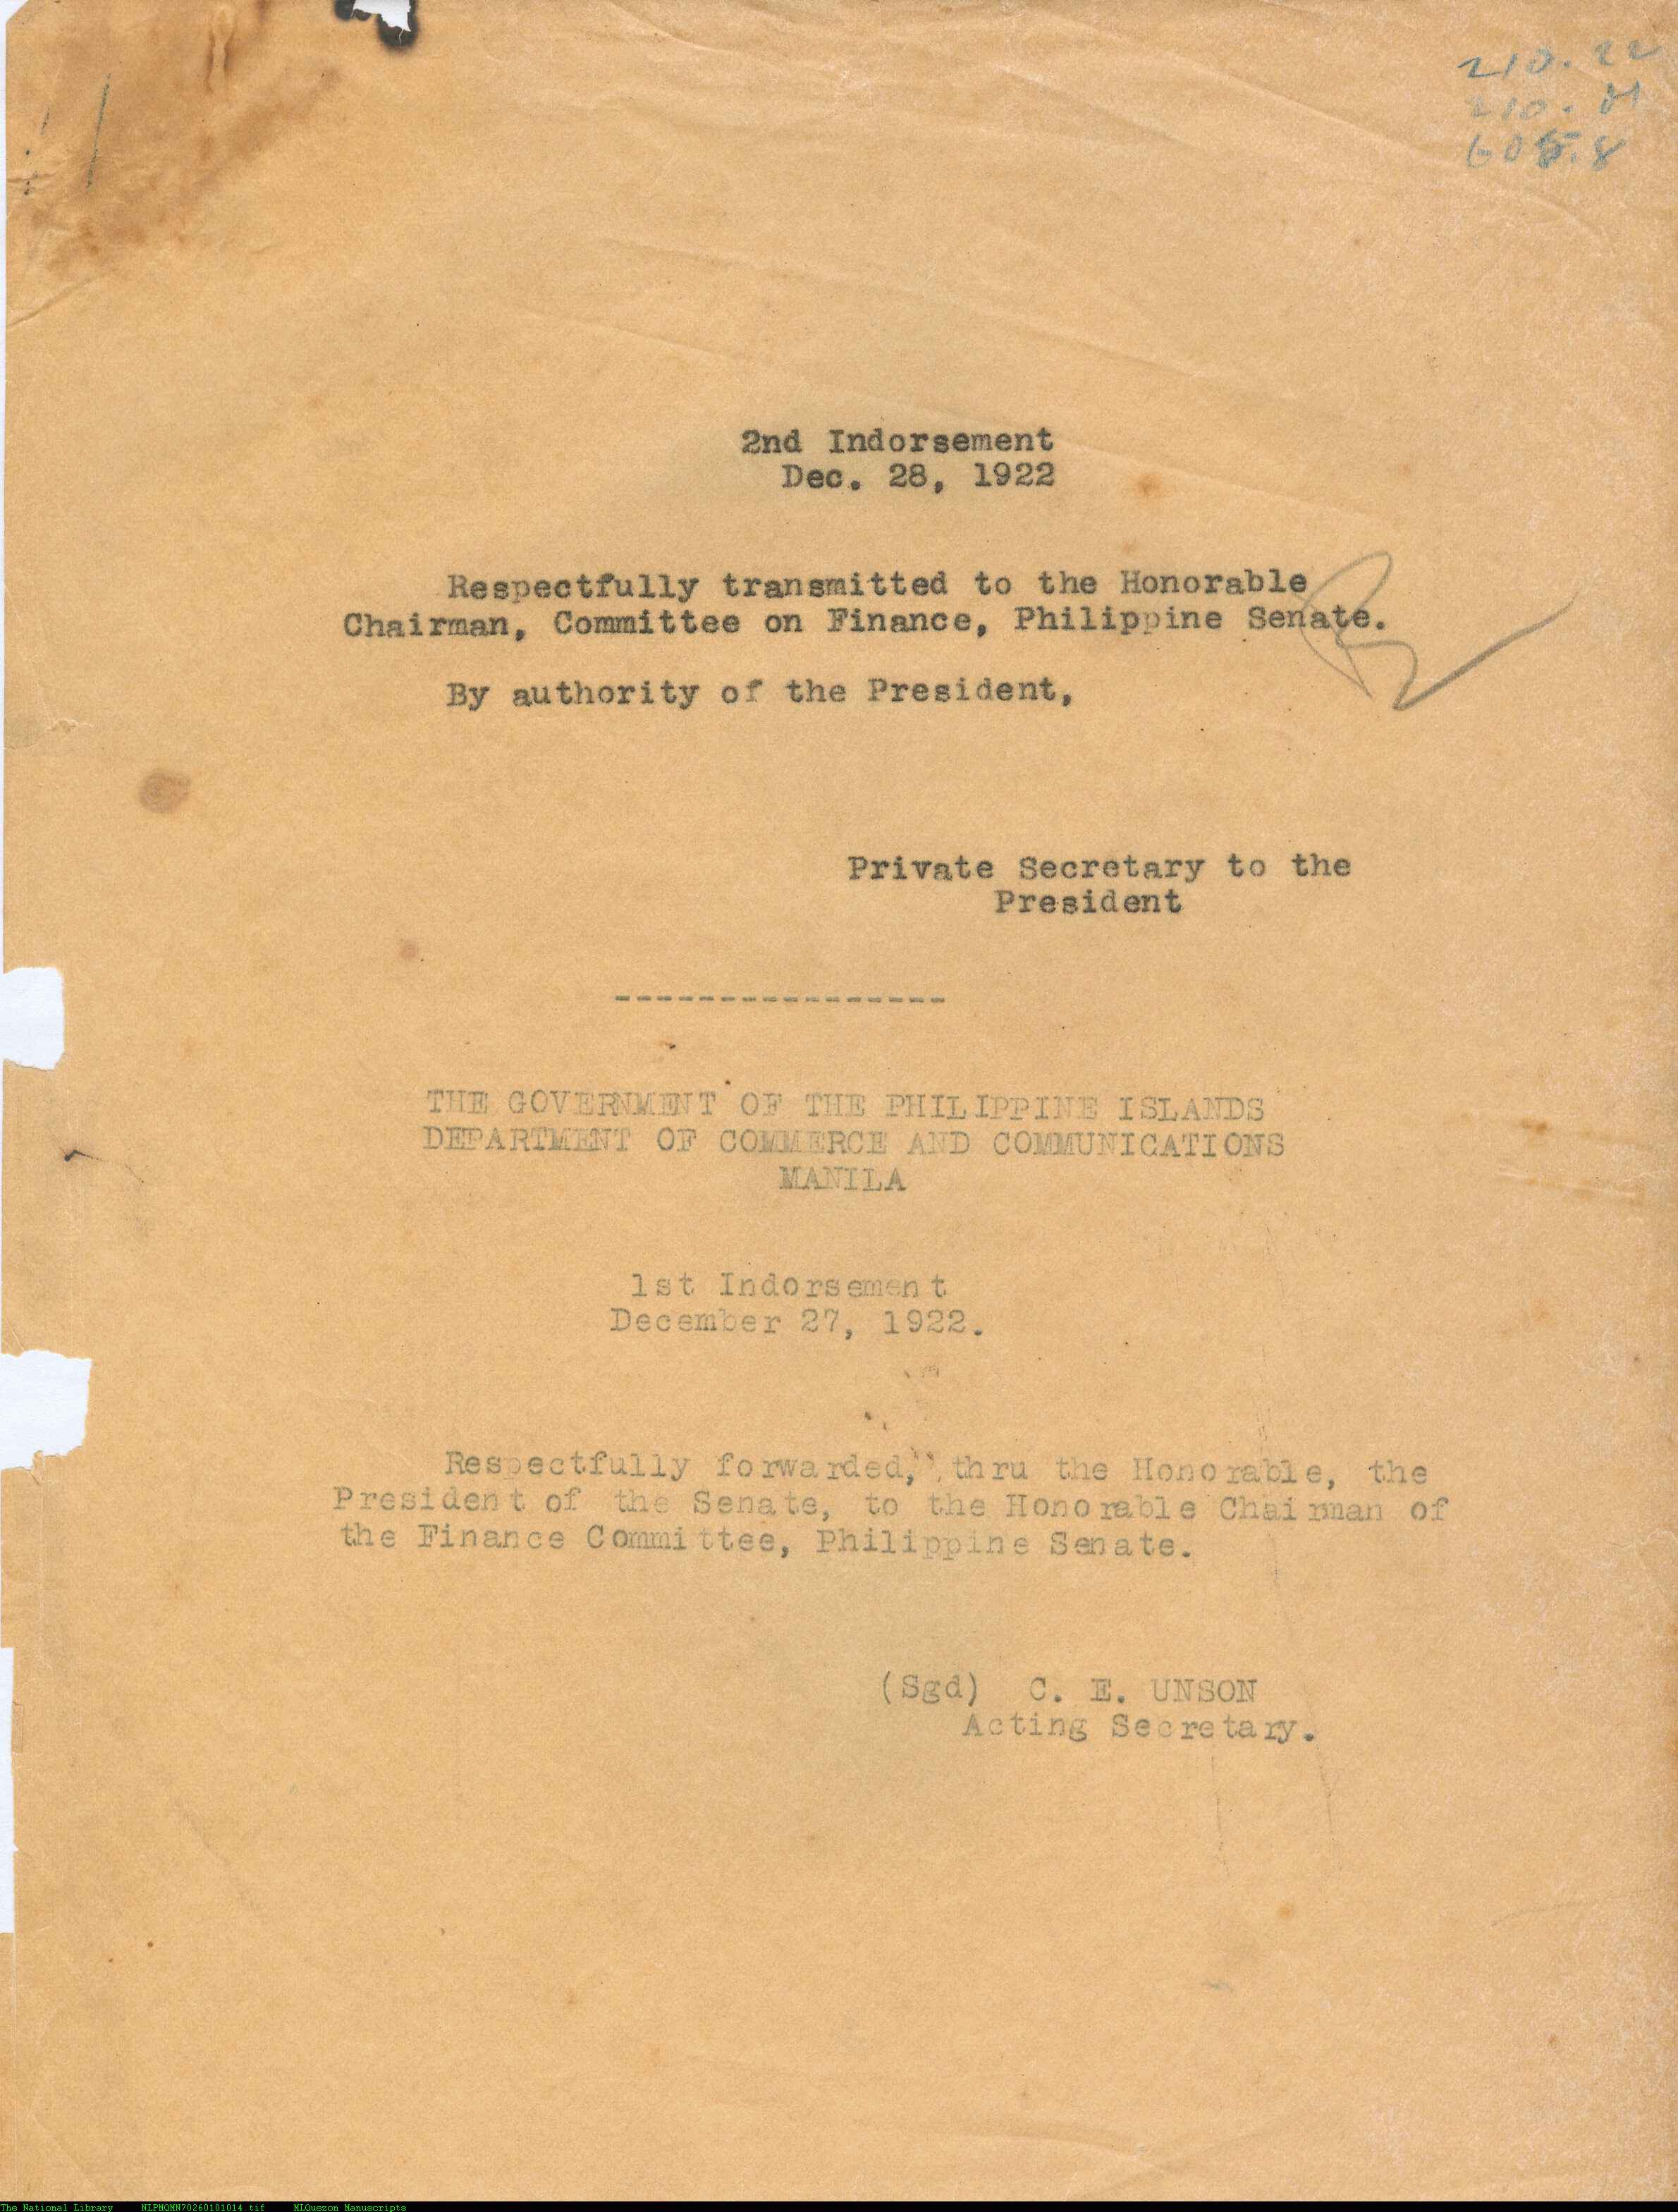 210.22
210.
605.8
2nd Indorsement
Dec. 28, 1922
Respectfully transmitted to the Honorable
Chairman, Committee on Finance, Philippine Senate.
By authority of the President,
Private Secretary to the
President
----------------
THE GOVERNMENT OF THE PHILIPPINE ISLANDS
DEPARTMENT OF COMMERCE AND COMMUNICATIONS
MANILA
1st Indorsement
December 27, 1922.
Respectfully forwarded, thru the Honorable, the
President of the Senate, to the Honorable Chairman of
the Finance Committee, Philippine Senate.
(Sgd) C. E. UNSON
Acting Secretary.
The National Library NLPMQMN70260101014.tif MLQuezon Manuscripts